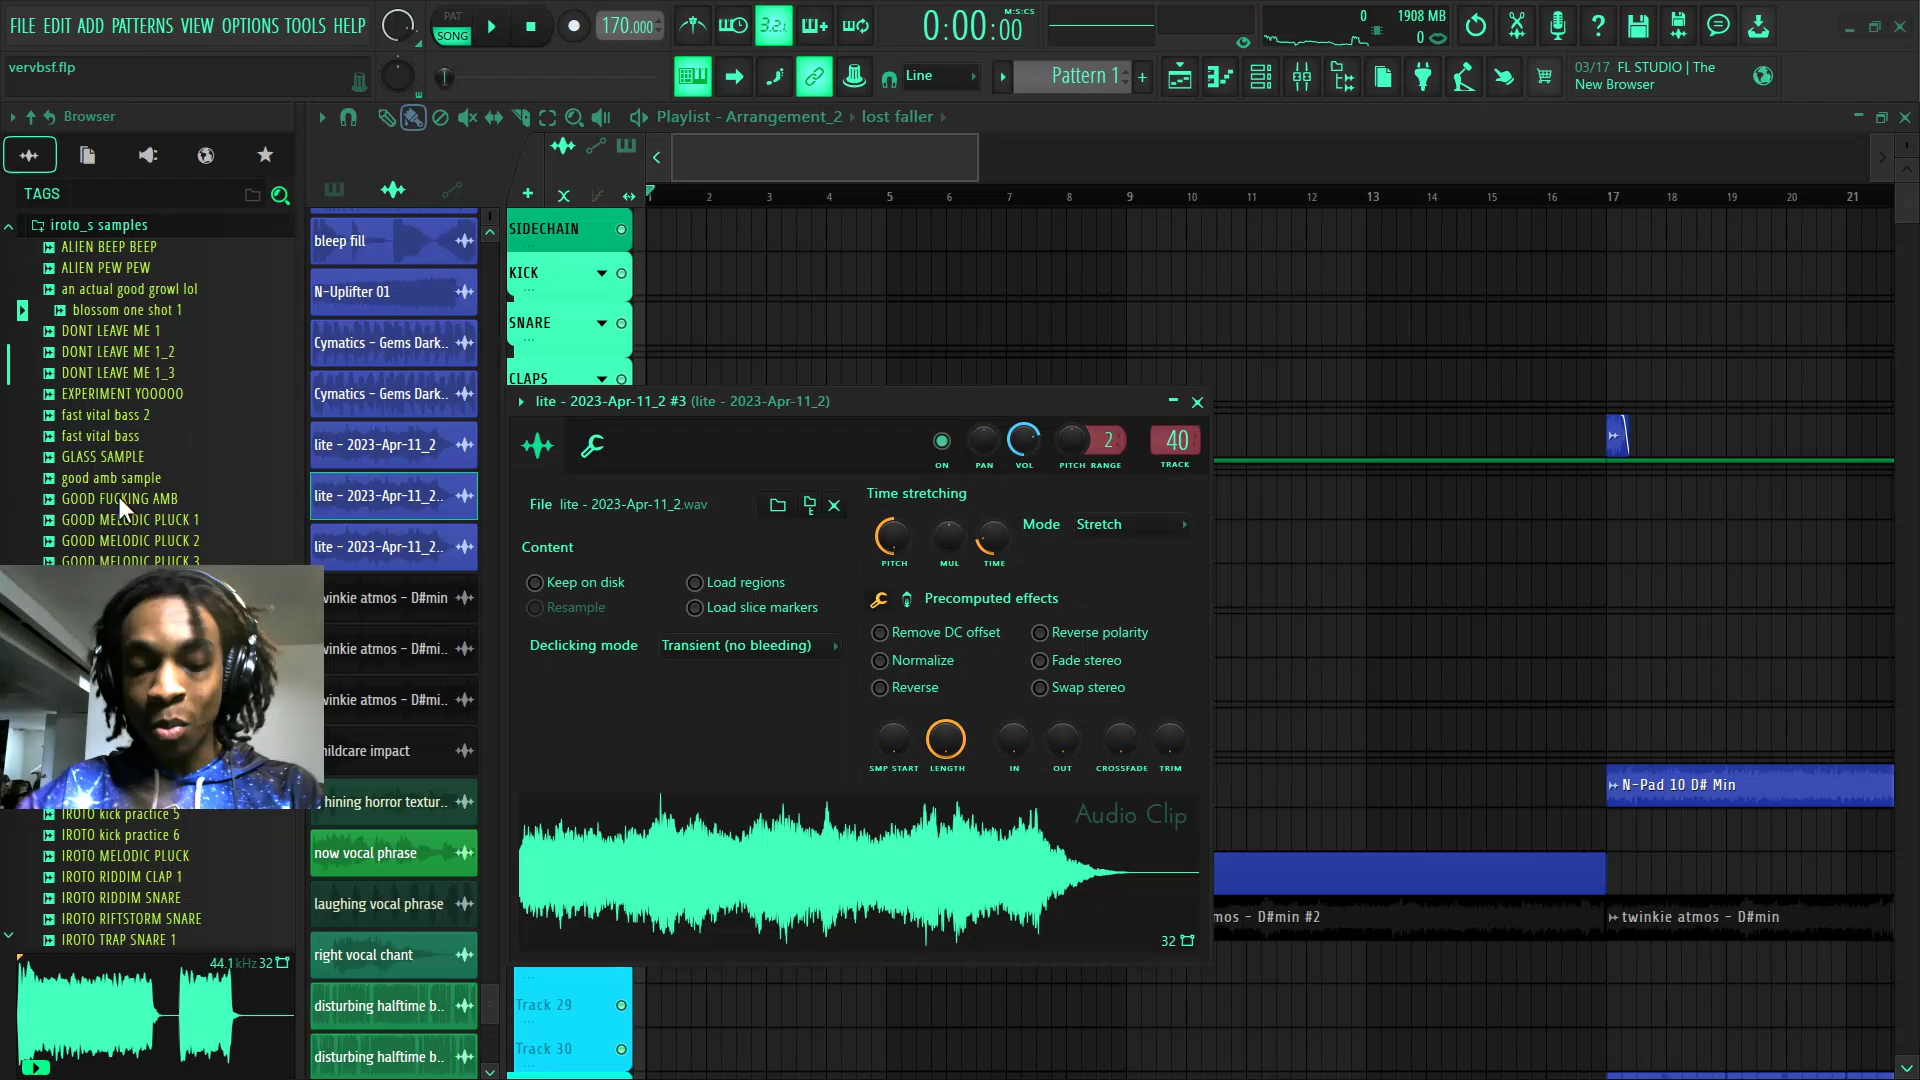 FILE EDIT ADD PATTERNS VIEW OPTIONS TOOLS HELP
PAT
SONG
170.000
3.2.1
0:00:00
M:S:CS
0
1908 MB
0
vervbsf.flp
Line
Pattern 1
03/17 FL STUDIO | The
New Browser
Browser
Playlist - Arrangement_2
lost faller
TAGS
iroto_s samples
ALIEN BEEP BEEP
ALIEN PEW PEW
an actual good growl lol
blossom one shot 1
DONT LEAVE ME 1
DONT LEAVE ME 1_2
DONT LEAVE ME 1_3
EXPERIMENT YOOOOO
fast vital bass 2
fast vital bass
GLASS SAMPLE
good amb sample
GOOD FUCKING AMB
GOOD MELODIC PLUCK 1
GOOD MELODIC PLUCK 2
GOOD MELODIC PLUCK 3
IROTO kick practice 5
IROTO kick practice 6
IROTO MELODIC PLUCK
IROTO RIDDIM CLAP 1
IROTO RIDDIM SNARE
IROTO RIFTSTORM SNARE
IROTO TRAP SNARE 1
44.1kHz 32
bleep fill
N-Uplifter 01
Cymatics - Gems Dark..
Cymatics - Gems Dark..
lite - 2023-Apr-11_2
lite - 2023-Apr-11_2..
lite - 2023-Apr-11_2..
winkie atmos - D#min
winkie atmos - D#mi..
winkie atmos - D#mi..
hildcare impact
hining horror textur..
now vocal phrase
laughing vocal phrase
right vocal chant
disturbing halftime b..
disturbing halftime b..
1 2 3 4 5 6 7 8 9 10 11 12 13 14 15 16 17 18 19 20 21
SIDECHAIN
KICK
SNARE
CLAPS
Track 29
Track 30
lite - 2023-Apr-11_2 #3 (lite - 2023-Apr-11_2)
ON
PAN
VOL
PITCH
RANGE
2
40
TRACK
File lite - 2023-Apr-11_2.wav
Content
Keep on disk
Resample
Load regions
Load slice markers
Declicking mode
Transient (no bleeding)
Time stretching
PITCH
MUL
TIME
Mode
Stretch
Precomputed effects
Remove DC offset
Reverse polarity
Normalize
Fade stereo
Reverse
Swap stereo
SMP START
LENGTH
IN
OUT
CROSSFADE
TRIM
Audio Clip
32
N-Pad 10 D# Min
mos - D#min #2
twinkie atmos - D#min